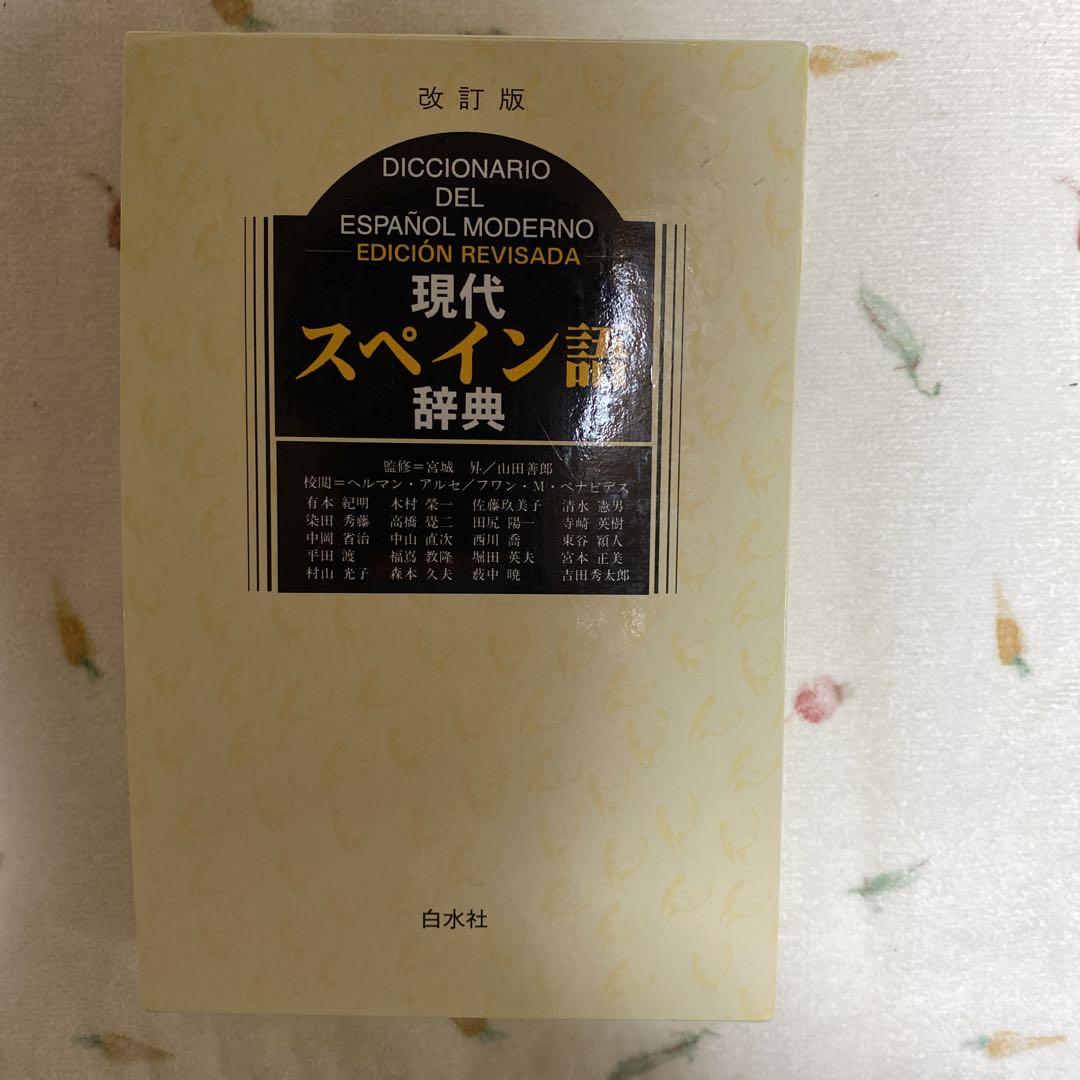 改訂版
DICCIONARIO
DEL
ESPAÑOL MODERNO
EDICIÓN REVISADA
現代
スペイン語
辞典
監修=宮城 昇/山田善郎
校閲=ヘルマン・アルセ/フワン・M・ベナビデス
有本 紀明 木村 榮一 佐藤玖美子 清水 憲男
染田 秀藤 高橋 覺二 田尻 陽一 寺崎 英樹
中岡 省治 中山 直次 西川 喬 東谷 穎人
平田 渡 福嶌 教隆 堀田 英夫 宮本 正美
村山 光子 森本 久夫 薮中 暁 吉田秀太郎
白水社